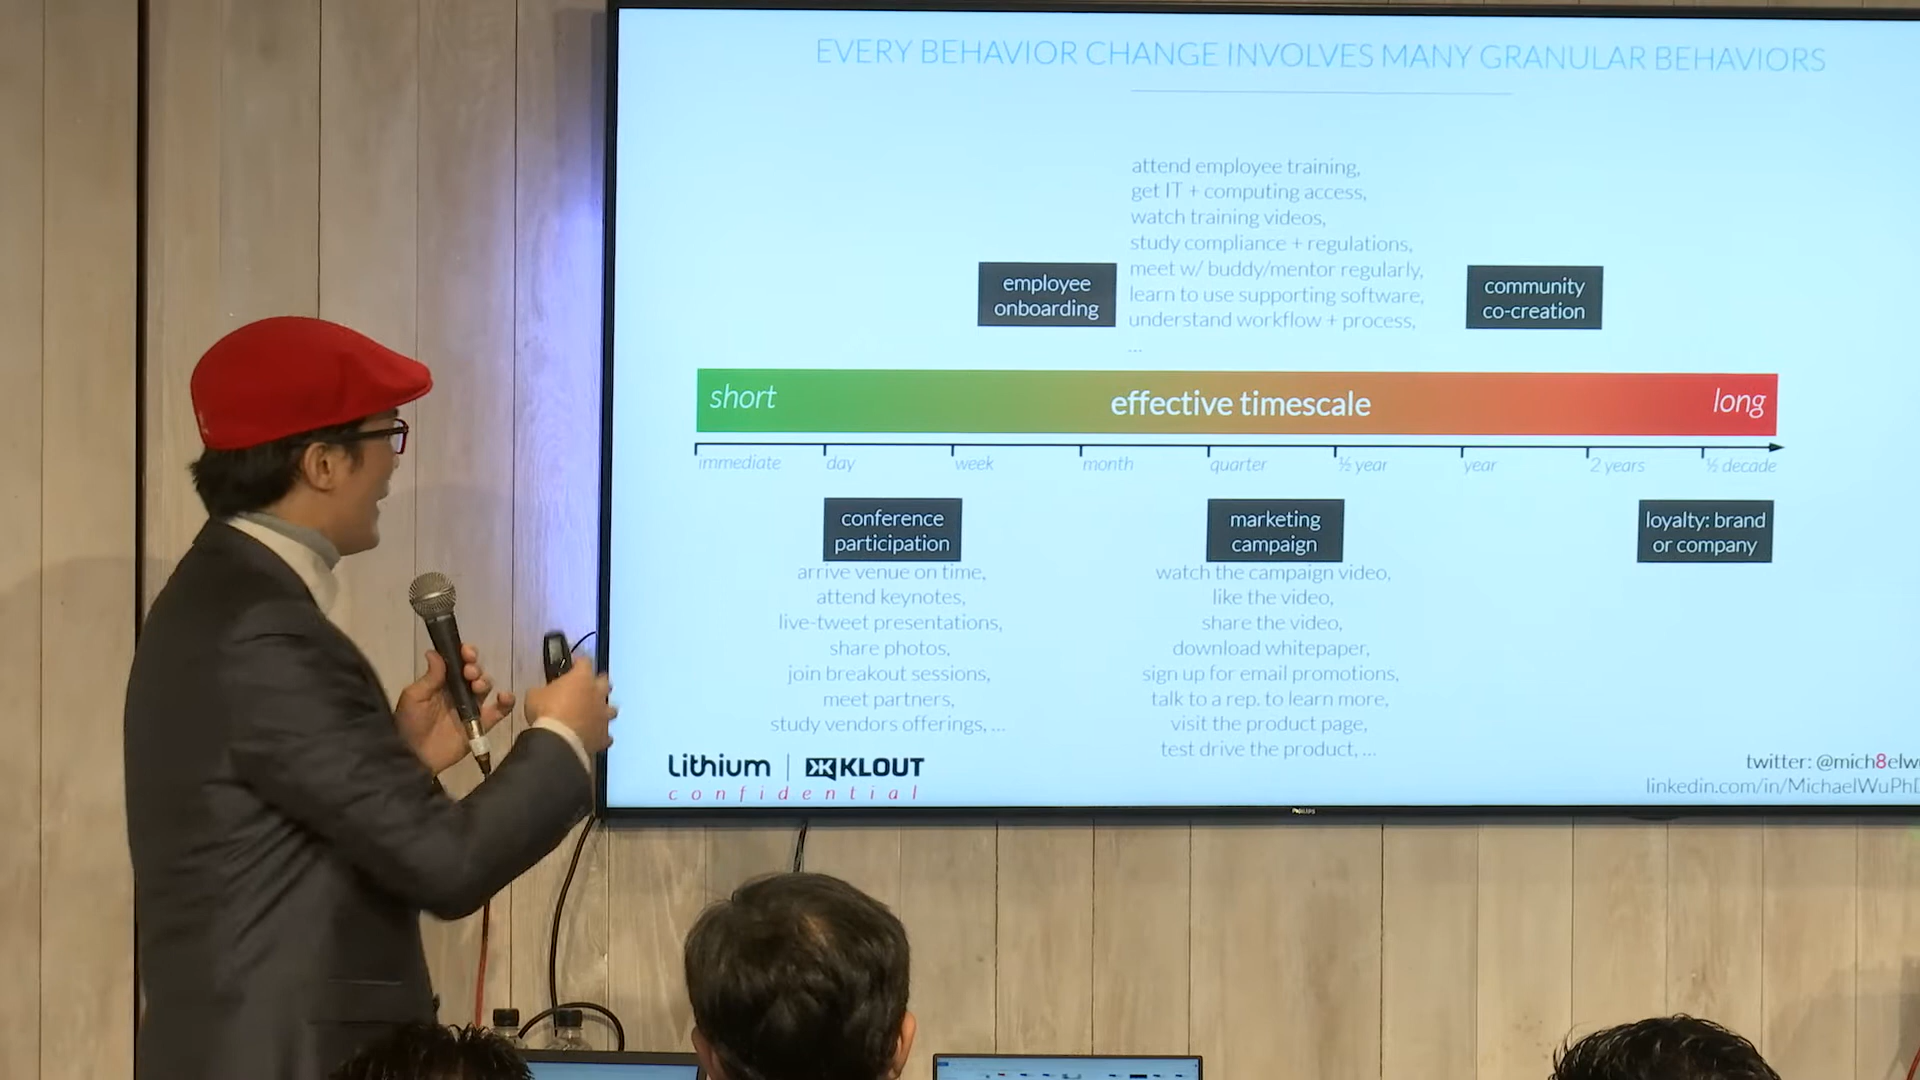 EVERY BEHAVIOR CHANGE INVOLVES MANY GRANULAR BEHAVIORS
attend employee training,
get IT + computing access,
watch training videos,
study compliance + regulations,
meet w/ buddy/mentor regularly,
learn to use supporting software,
understand workflow + process,
...
employee
onboarding
community
co-creation
short
effective timescale
long
immediate
day
week
month
quarter
½ year
year
2 years
½ decade
conference
participation
arrive venue on time,
attend keynotes,
live-tweet presentations,
share photos,
join breakout sessions,
meet partners,
study vendors offerings, ...
marketing
campaign
watch the campaign video,
like the video,
share the video,
download whitepaper,
sign up for email promotions,
talk to a rep. to learn more,
visit the product page,
test drive the product, ...
loyalty: brand
or company
Lithium | KLOUT
confidential
twitter: @mich8elw
linkedin.com/in/MichaelWuPhD
PHILIPS